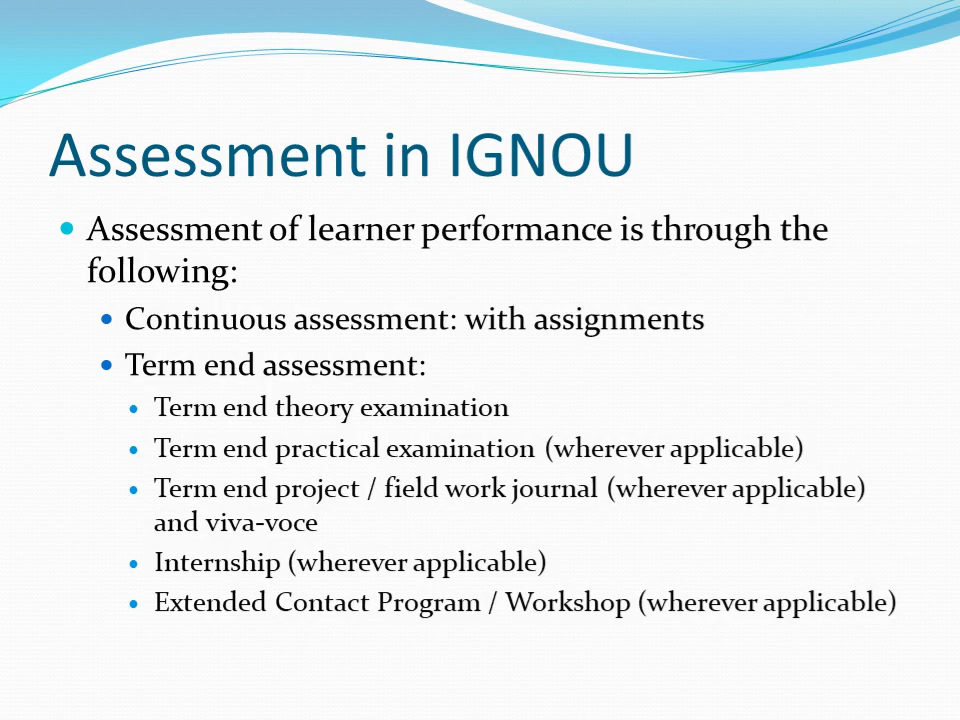 Assessment in IGNOU
• Assessment of learner performance is through the
following:
• Continuous assessment: with assignments
• Term end assessment:
• Term end theory examination
• Term end practical examination (wherever applicable)
• Term end project / field work journal (wherever applicable)
and viva-voce
• Internship (wherever applicable)
• Extended Contact Program / Workshop (wherever applicable)